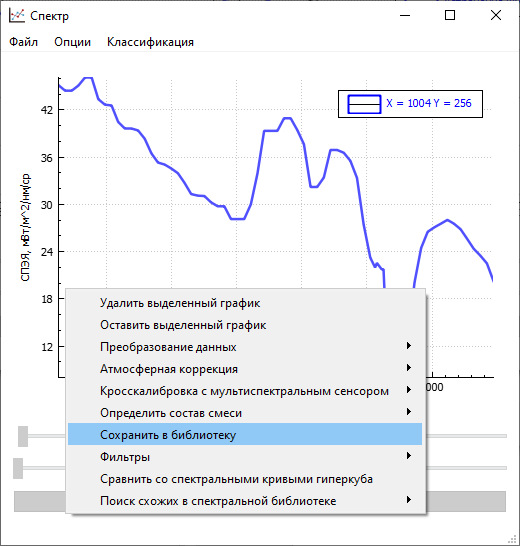 Спектр
Файл Опции Классификация
X = 1004 Y = 256
42
36
30
24
18
12
СПЭЯ, мВт/м^2/нм/ср
000
Удалить выделенный график
Оставить выделенный график
Преобразование данных
Атмосферная коррекция
Кросскалибровка с мультиспектральным сенсором
Определить состав смеси
Сохранить в библиотеку
Фильтры
Сравнить со спектральными кривыми гиперкуба
Поиск схожих в спектральной библиотеке